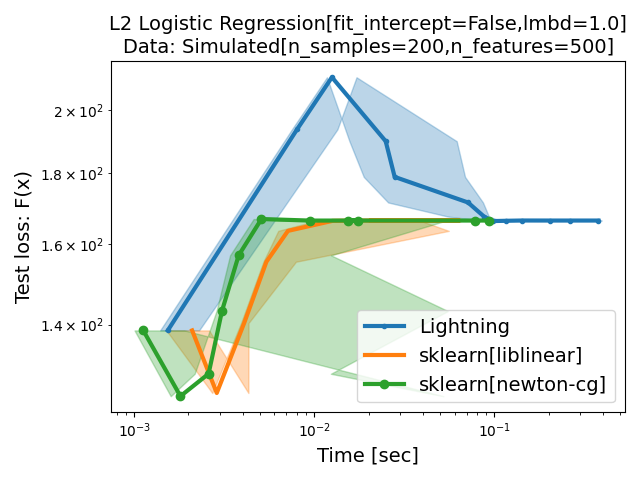 L2 Logistic Regression[fit_intercept=False,lmbd=1.0]
Data: Simulated[n_samples=200,n_features=500]
Test loss: F(x)
2 × 10²
1.8 × 10²
1.6 × 10²
1.4 × 10²
Lightning
sklearn[liblinear]
sklearn[newton-cg]
10⁻³ 10⁻² 10⁻¹
Time [sec]